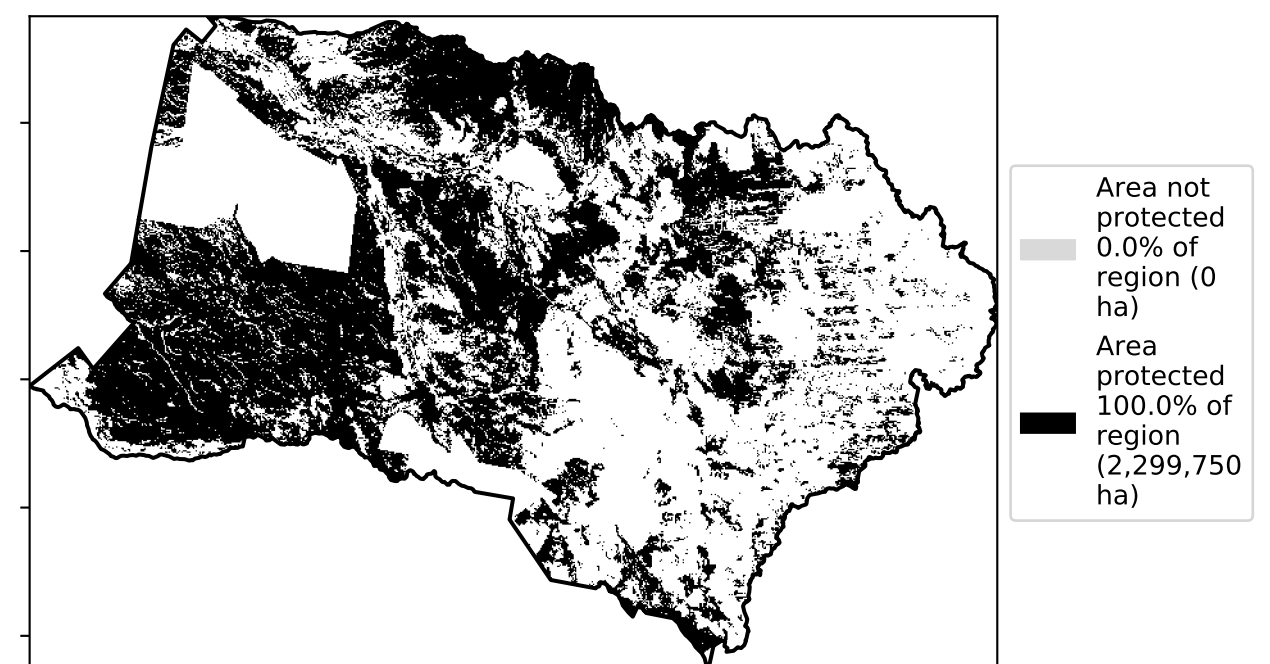 Area not
protected
0.0% of
region (0
ha)
Area
protected
100.0% of
region
(2,299,750
ha)